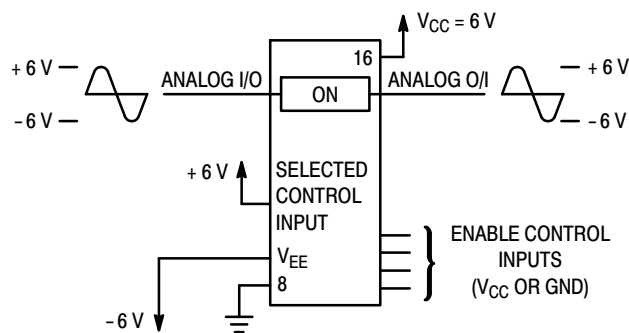 V_CC = 6 V
16
+ 6 V
ANALOG I/O
ON
ANALOG O/I
+ 6 V
– 6 V
– 6 V
+ 6 V
SELECTED
CONTROL
INPUT
V_EE
8
ENABLE CONTROL
INPUTS
(V_CC OR GND)
– 6 V